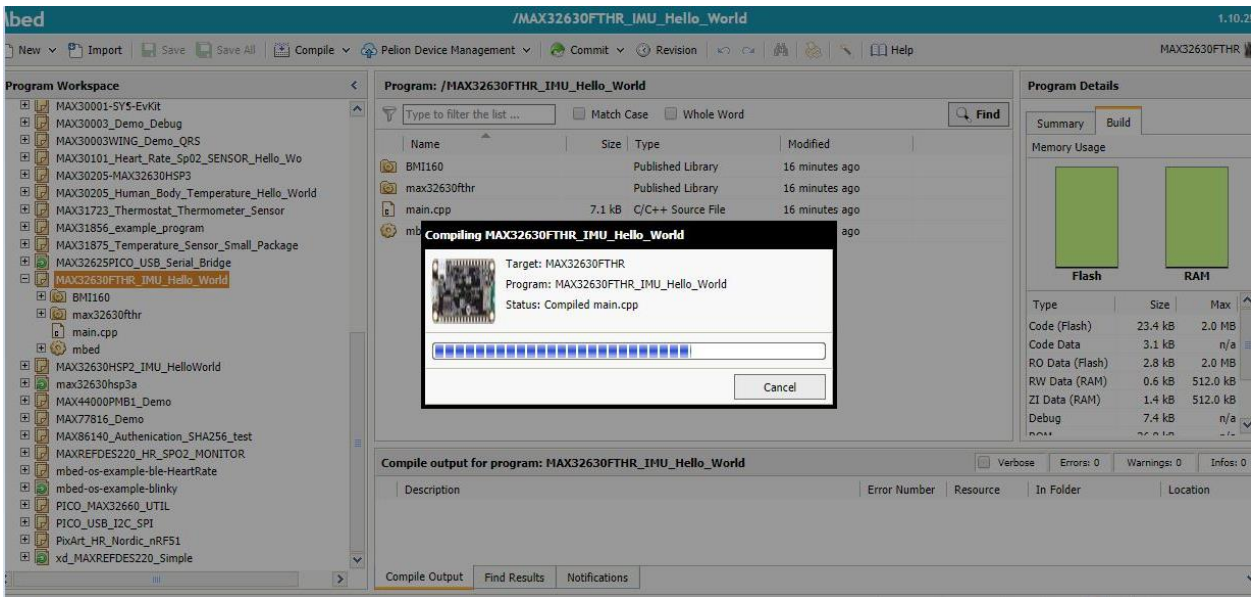 Mbed /MAX32630FTHR_IMU_Hello_World 1.10.2
New Import Save Save All Compile Pelion Device Management Commit Revision Help MAX32630FTHR
Program Workspace
MAX30001-SYS-EvKit
MAX30003_Demo_Debug
MAX30003WING_Demo_QRS
MAX30101_Heart_Rate_Sp02_SENSOR_Hello_Wo
MAX30205-MAX32630HSP3
MAX30205_Human_Body_Temperature_Hello_World
MAX31723_Thermostat_Thermometer_Sensor
MAX31856_example_program
MAX31875_Temperature_Sensor_Small_Package
MAX32625PICO_USB_Serial_Bridge
MAX32630FTHR_IMU_Hello_World
BMI160
max32630fthr
main.cpp
mbed
MAX32630HSP2_IMU_HelloWorld
max32630hsp3a
MAX44000PMB1_Demo
MAX77816_Demo
MAX86140_Authenication_SHA256_test
MAXREFDES220_HR_SPO2_MONITOR
mbed-os-example-ble-HeartRate
mbed-os-example-blinky
PICO_MAX32660_UTIL
PICO_USB_I2C_SPI
PixArt_HR_Nordic_nRF51
xd_MAXREFDES220_Simple
Program: /MAX32630FTHR_IMU_Hello_World
Type to filter the list ... Match Case Whole Word Find
Name Size Type Modified
BMI160 Published Library 16 minutes ago
max32630fthr Published Library 16 minutes ago
main.cpp 7.1 kB C/C++ Source File 16 minutes ago
mb ago
Compiling MAX32630FTHR_IMU_Hello_World
Target: MAX32630FTHR
Program: MAX32630FTHR_IMU_Hello_World
Status: Compiled main.cpp
Cancel
Program Details
Summary Build
Memory Usage
Flash RAM
Type Size Max
Code (Flash) 23.4 kB 2.0 MB
Code Data 3.1 kB n/a
RO Data (Flash) 2.8 kB 2.0 MB
RW Data (RAM) 0.6 kB 512.0 kB
ZI Data (RAM) 1.4 kB 512.0 kB
Debug 7.4 kB n/a
Compile output for program: MAX32630FTHR_IMU_Hello_World Verbose Errors: 0 Warnings: 0 Infos: 0
Description Error Number Resource In Folder Location
Compile Output Find Results Notifications